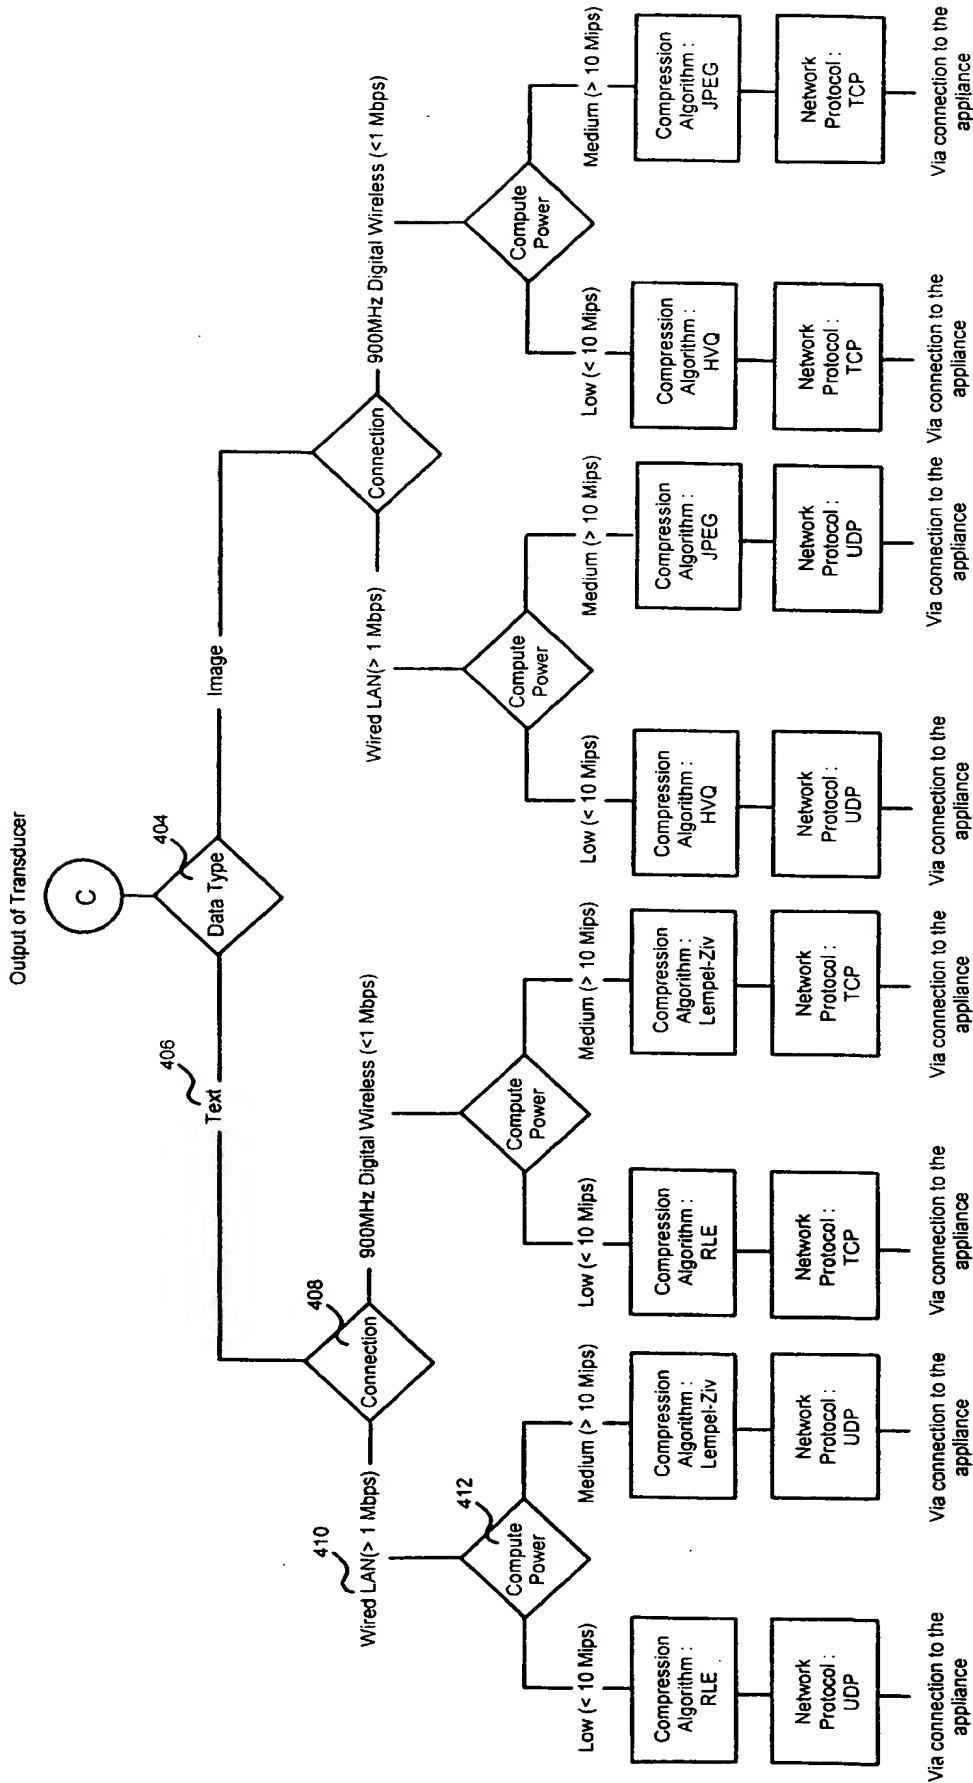 Output of Transducer
C
404
Data Type
406
Text
Image
408
Connection
Connection
410
Wired LAN(> 1 Mbps)
900MHz Digital Wireless (<1 Mbps)
Wired LAN(> 1 Mbps)
900MHz Digital Wireless (<1 Mbps)
412
Compute
Power
Compute
Power
Compute
Power
Compute
Power
Low (< 10 Mips)
Medium (> 10 Mips)
Low (< 10 Mips)
Medium (> 10 Mips)
Low (< 10 Mips)
Medium (> 10 Mips)
Low (< 10 Mips)
Medium (> 10 Mips)
Compression
Algorithm :
RLE
Compression
Algorithm :
Lempel-Ziv
Compression
Algorithm :
RLE
Compression
Algorithm :
Lempel-Ziv
Compression
Algorithm :
HVQ
Compression
Algorithm :
JPEG
Compression
Algorithm :
HVQ
Compression
Algorithm :
JPEG
Network
Protocol :
UDP
Network
Protocol :
UDP
Network
Protocol :
TCP
Network
Protocol :
TCP
Network
Protocol :
UDP
Network
Protocol :
UDP
Network
Protocol :
TCP
Network
Protocol :
TCP
Via connection to the
appliance
Via connection to the
appliance
Via connection to the
appliance
Via connection to the
appliance
Via connection to the
appliance
Via connection to the
appliance
Via connection to the
appliance
Via connection to the
appliance